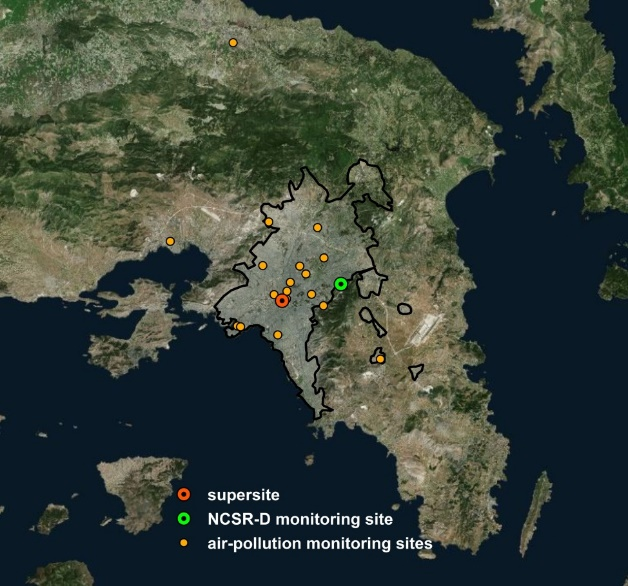 supersite
NCSR-D monitoring site
air-pollution monitoring sites